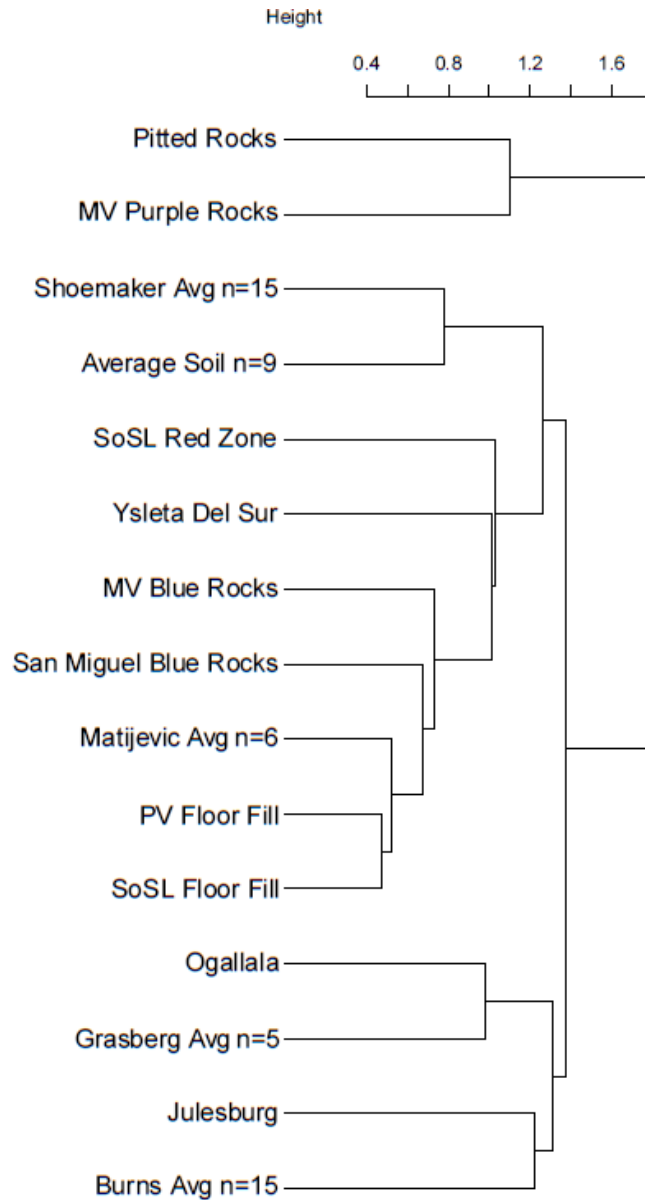 Height
0.4 0.8 1.2 1.6
Pitted Rocks
MV Purple Rocks
Shoemaker Avg n=15
Average Soil n=9
SoSL Red Zone
Ysleta Del Sur
MV Blue Rocks
San Miguel Blue Rocks
Matijevic Avg n=6
PV Floor Fill
SoSL Floor Fill
Ogallala
Grasberg Avg n=5
Julesburg
Burns Avg n=15